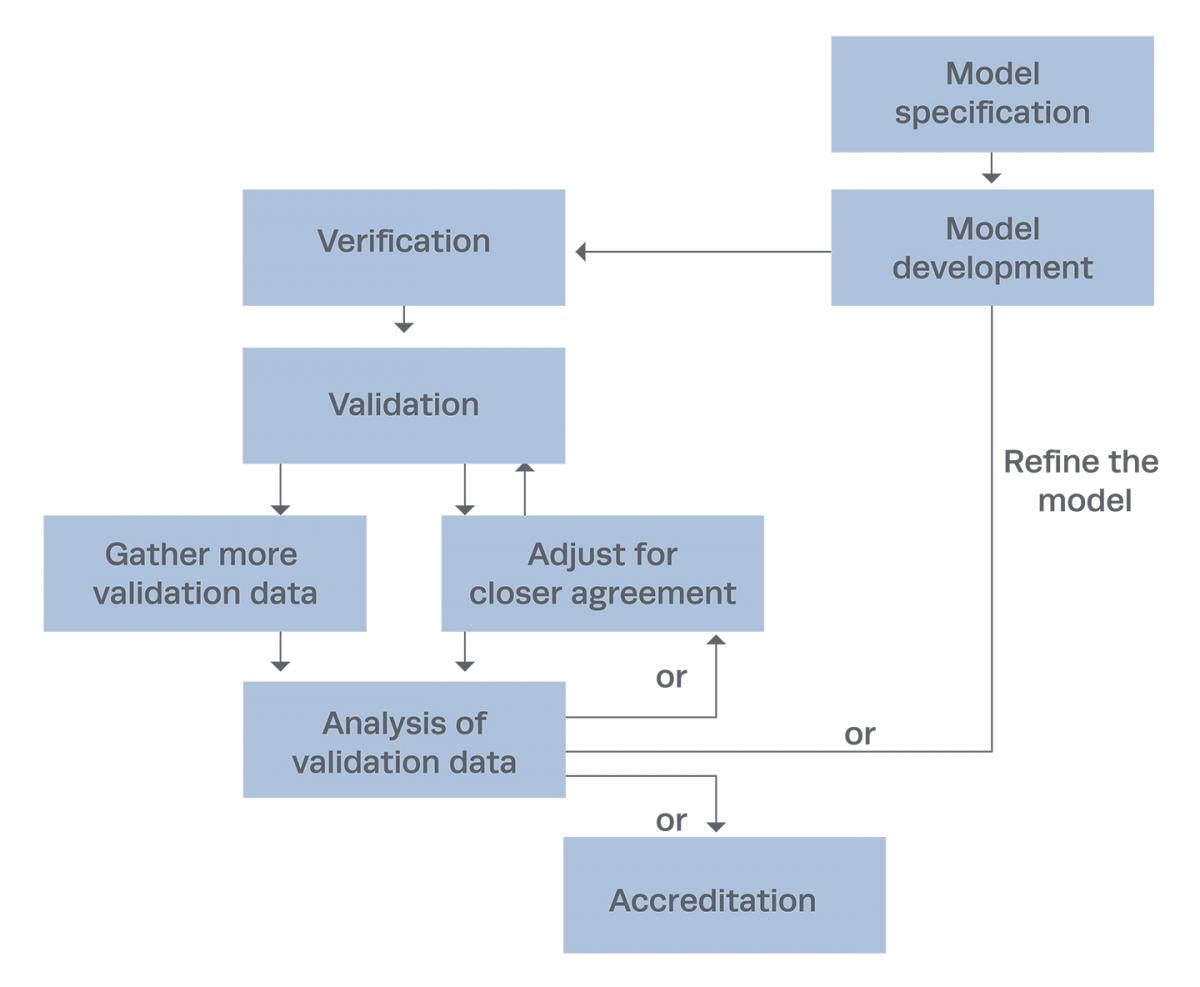 Model
specification
Verification
Model
development
Validation
Refine the
model
Gather more
validation data
Adjust for
closer agreement
or
Analysis of
validation data
or
or
Accreditation